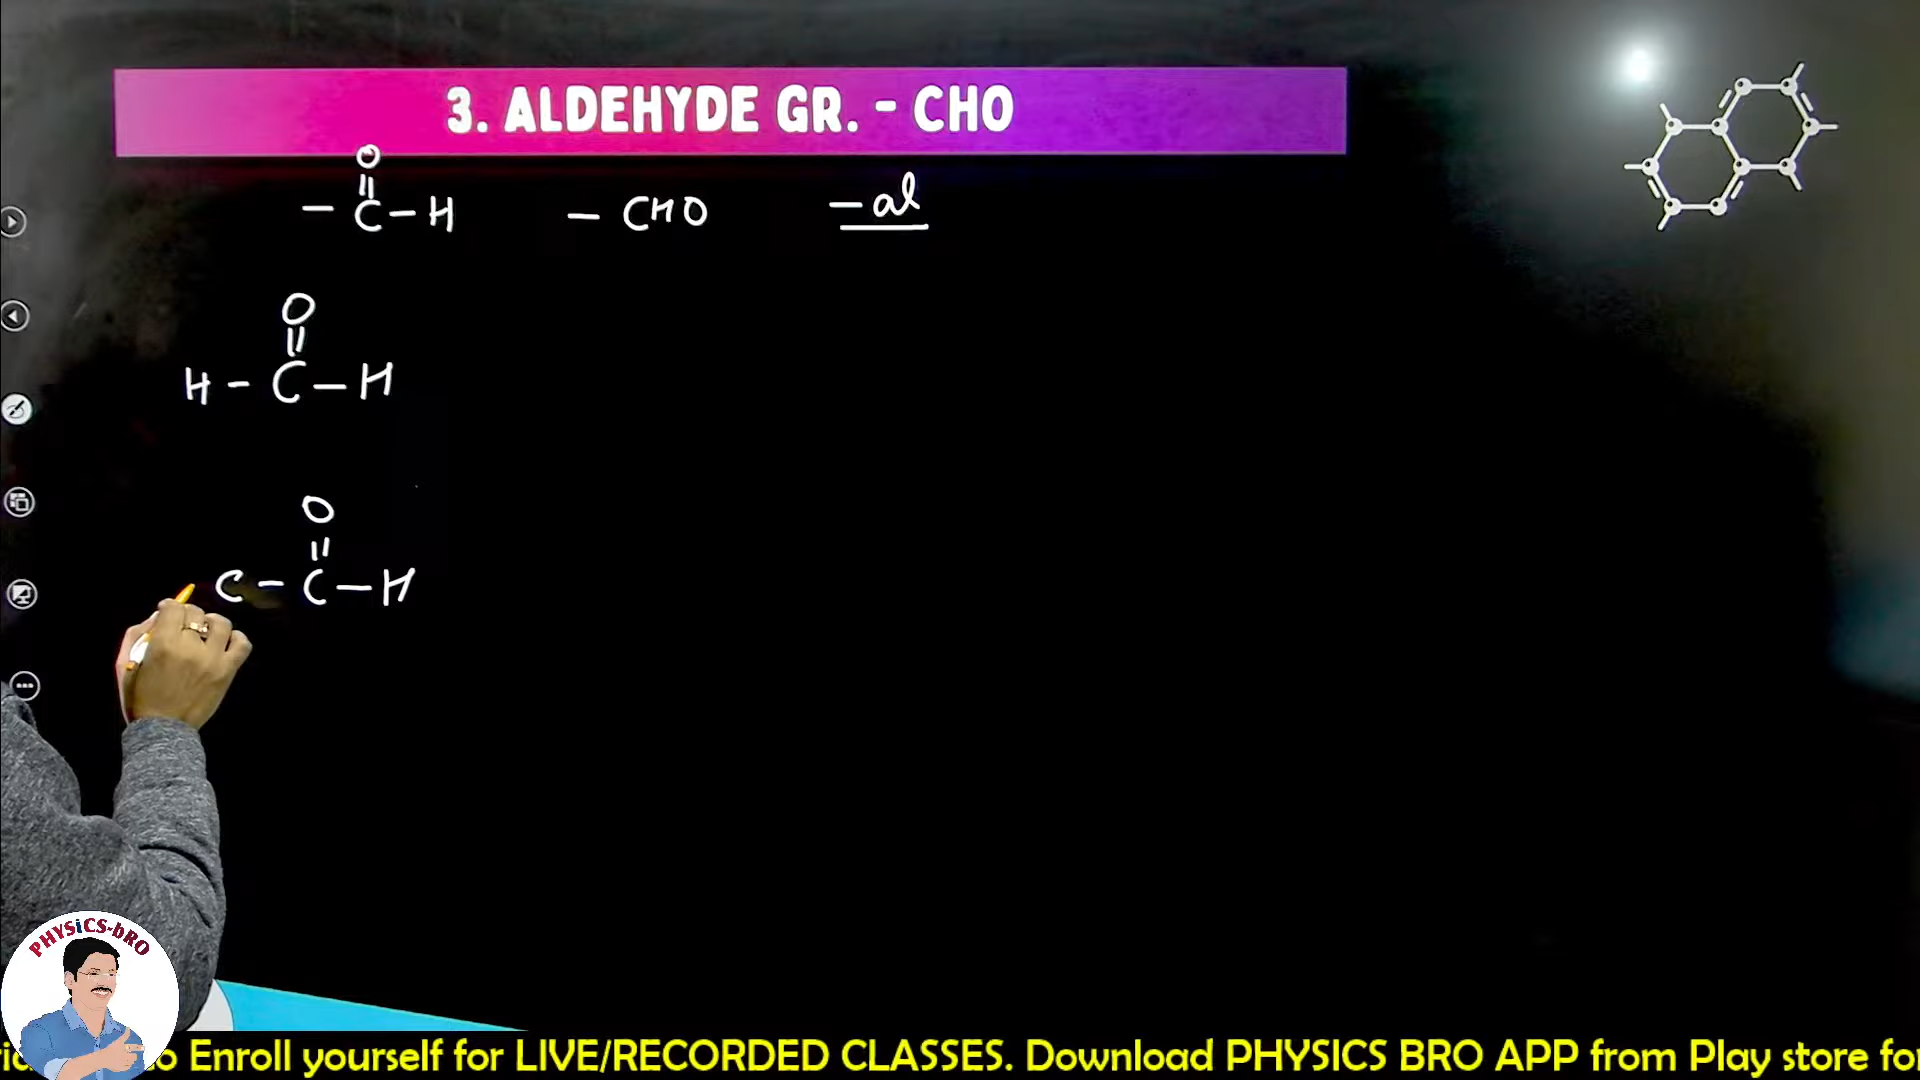 3. ALDEHYDE GR. - CHO
O
||
– C – H – CHO – al
O
||
H – C – H
O
||
C – C – H
PHYSiCS-bRO
o Enroll yourself for LIVE/RECORDED CLASSES. Download PHYSICS BRO APP from Play store for